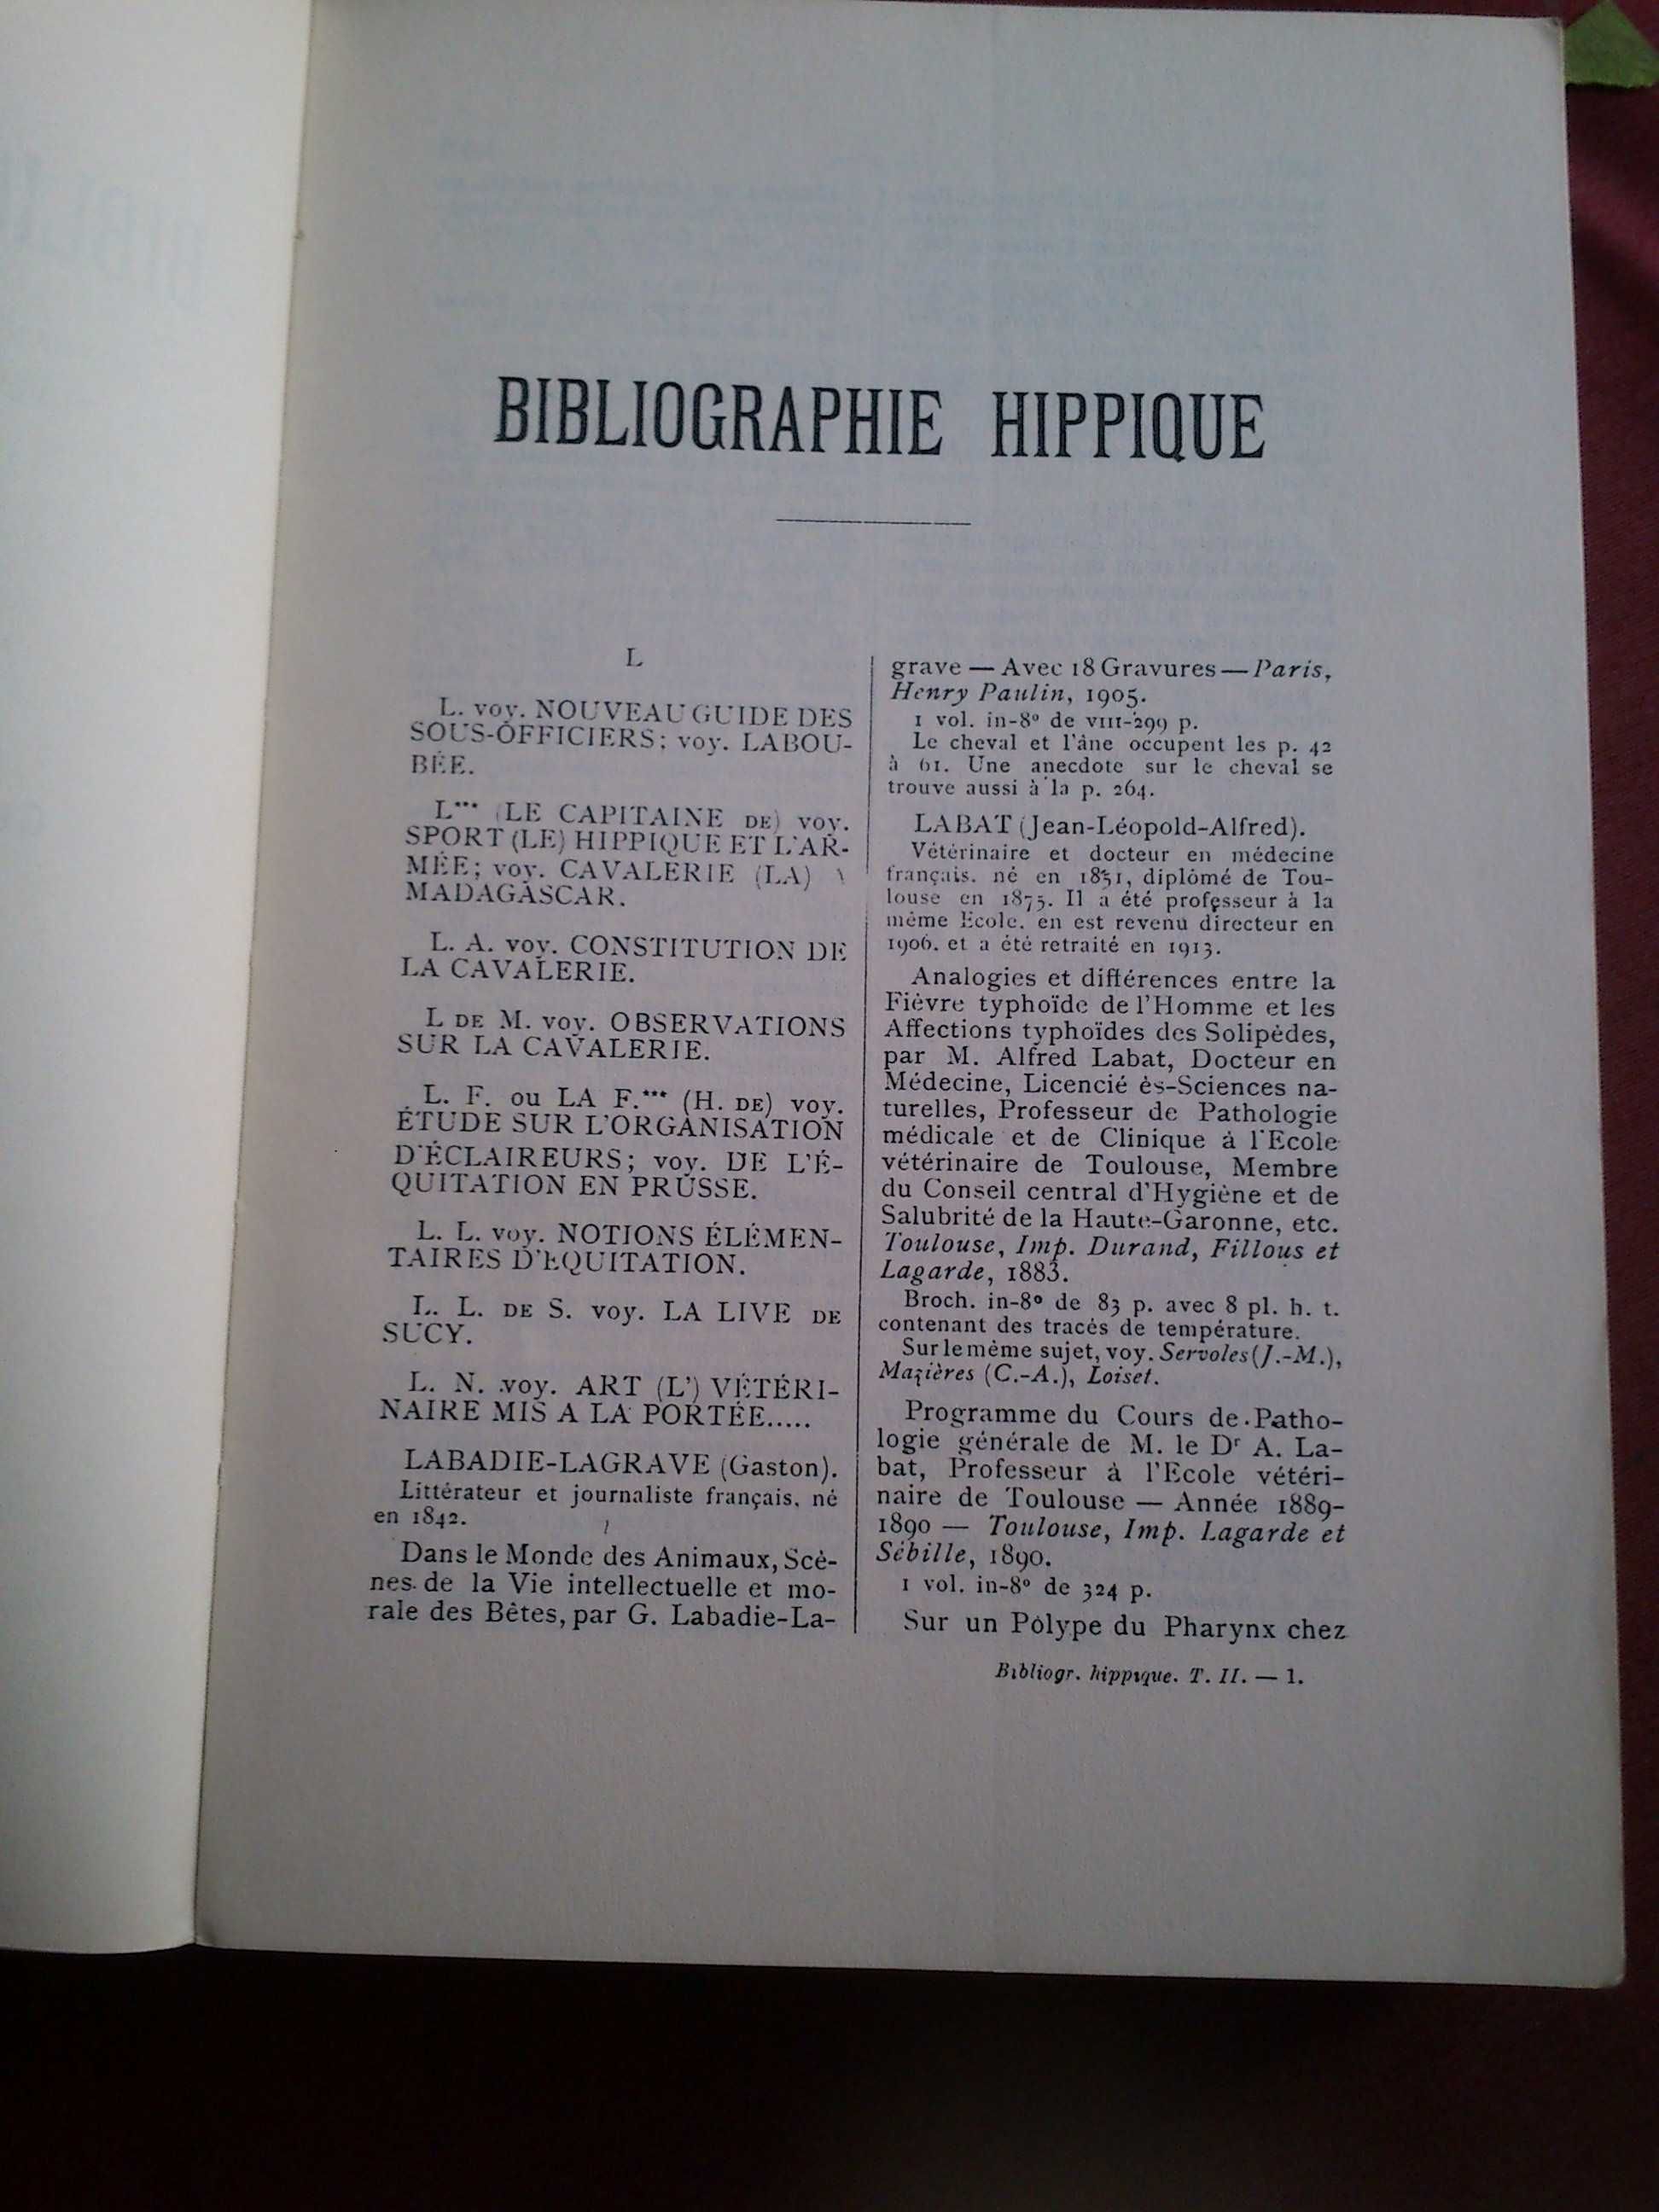 BIBLIOGRAPHIE HIPPIQUE
L
L. voy. NOUVEAU GUIDE DES
SOUS-OFFICIERS; voy. LABOU-
BÉE.
L*** (LE CAPITAINE DE) voy.
SPORT (LE) HIPPIQUE ET L'AR-
MÉE; voy. CAVALERIE (LA) A
MADAGASCAR.
L. A. voy. CONSTITUTION DE
LA CAVALERIE.
L DE M. voy. OBSERVATIONS
SUR LA CAVALERIE.
L. F. ou LA F.*** (H. DE) voy.
ÉTUDE SUR L'ORGANISATION
D'ÉCLAIREURS; voy. DE L'É-
QUITATION EN PRUSSE.
L. L. voy. NOTIONS ÉLÉMEN-
TAIRES D'EQUITATION.
L. L. DE S. voy. LA LIVE DE
SUCY.
L. N. voy. ART (L') VÉTÉRI-
NAIRE MIS A LA PORTÉE.....
LABADIE-LAGRAVE (Gaston).
Littérateur et journaliste français, né
en 1842.
Dans le Monde des Animaux, Scè-
nes de la Vie intellectuelle et mo-
rale des Bêtes, par G. Labadie-La-
grave — Avec 18 Gravures — Paris,
Henry Paulin, 1905.
1 vol. in-8º de VIII-299 p.
Le cheval et l'âne occupent les p. 42
à 61. Une anecdote sur le cheval se
trouve aussi à la p. 264.
LABAT (Jean-Léopold-Alfred).
Vétérinaire et docteur en médecine
français, né en 1851, diplômé de Tou-
louse en 1875. Il a été professeur à la
même Ecole, en est revenu directeur en
1906. et a été retraité en 1913.
Analogies et différences entre la
Fièvre typhoïde de l'Homme et les
Affections typhoïdes des Solipèdes,
par M. Alfred Labat, Docteur en
Médecine, Licencié ès-Sciences na-
turelles, Professeur de Pathologie
médicale et de Clinique à l'Ecole
vétérinaire de Toulouse, Membre
du Conseil central d'Hygiène et de
Salubrité de la Haute-Garonne, etc.
Toulouse, Imp. Durand, Fillous et
Lagarde, 1883.
Broch. in-8º de 83 p. avec 8 pl. h. t.
contenant des tracés de température.
Sur le même sujet, voy. Servoles (J.-M.),
Mazières (C.-A.), Loiset.
Programme du Cours de Patho-
logie générale de M. le Dr A. La-
bat, Professeur à l'Ecole vétéri-
naire de Toulouse — Année 1889-
1890 — Toulouse, Imp. Lagarde et
Sébille, 1890.
1 vol. in-8º de 324 p.
Sur un Polype du Pharynx chez
Bibliogr. hippique. T. II. — 1.